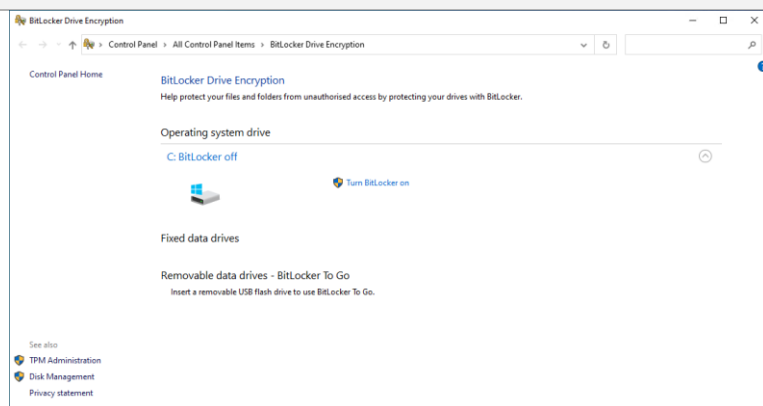 BitLocker Drive Encryption
Control Panel > All Control Panel Items > BitLocker Drive Encryption
Control Panel Home
BitLocker Drive Encryption
Help protect your files and folders from unauthorised access by protecting your drives with BitLocker.
Operating system drive
C: BitLocker off
Turn BitLocker on
Fixed data drives
Removable data drives - BitLocker To Go
Insert a removable USB flash drive to use BitLocker To Go.
See also
TPM Administration
Disk Management
Privacy statement